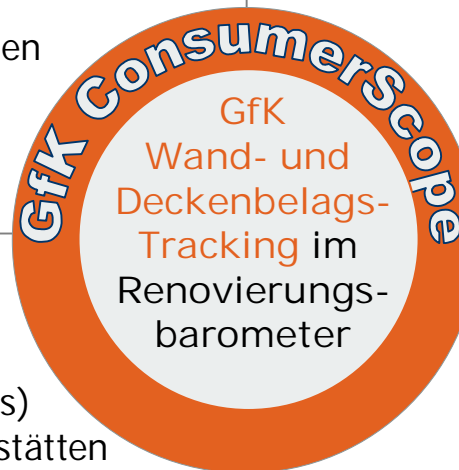 en
GfK ConsumerScope
GfK
Wand- und
Deckenbelags-
Tracking im
Renovierungs-
barometer
s)
stätten